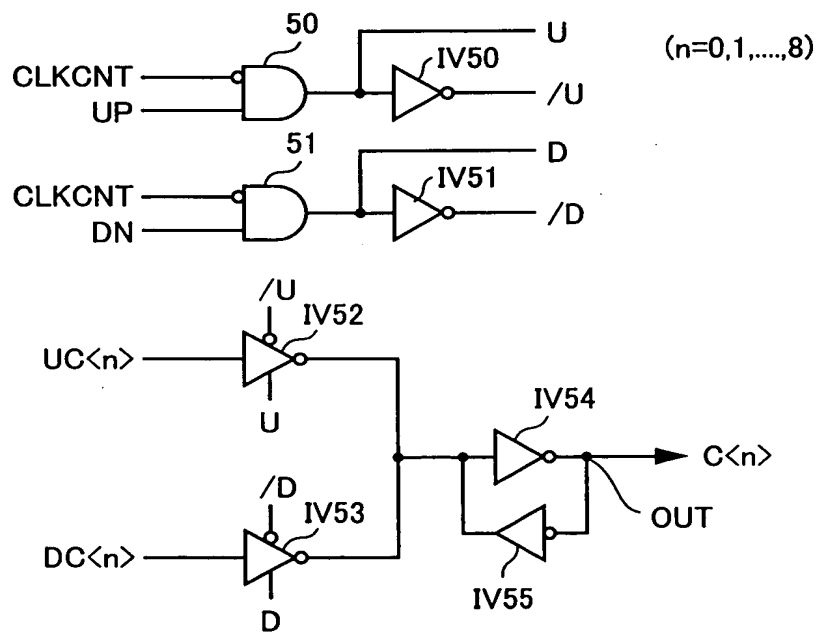 50
U
IV50
(n=0,1,....,8)
CLKCNT
UP
/U
51
D
IV51
CLKCNT
DN
/D
/U
IV52
UC<n>
U
IV54
C<n>
/D
IV53
OUT
DC<n>
D
IV55